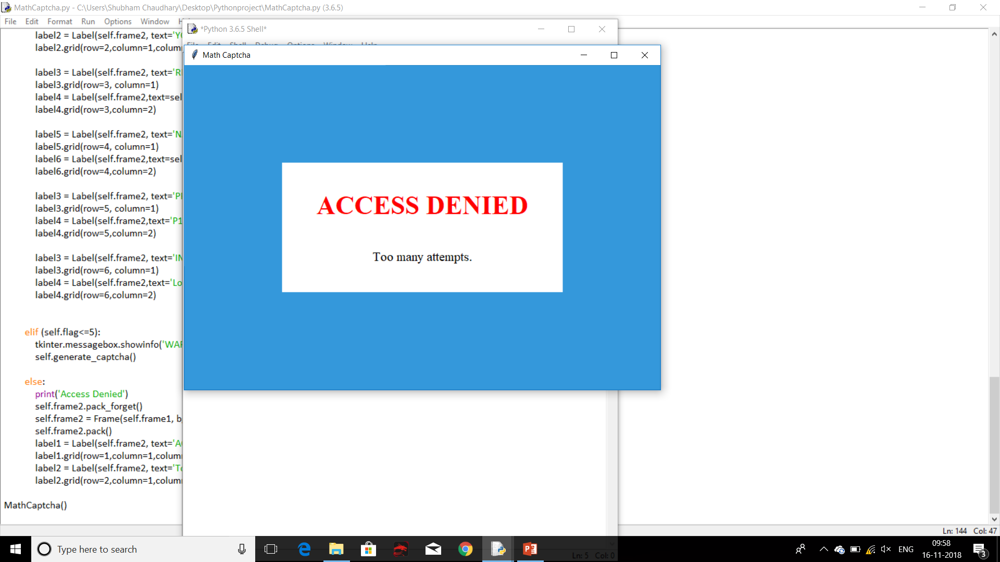 MathCaptcha.py - C:\Users\Shubham Chaudhary\Desktop\Pythonproject\MathCaptcha.py (3.6.5)
File Edit Format Run Options Window H
label2 = Label(self.frame2, text='Y
label2.grid(row=2,column=1,colum
label3 = Label(self.frame2, text='R
label3.grid(row=3, column=1)
label4 = Label(self.frame2,text=sel
label4.grid(row=3,column=2)
label5 = Label(self.frame2, text='N
label5.grid(row=4, column=1)
label6 = Label(self.frame2,text=sel
label6.grid(row=4,column=2)
label3 = Label(self.frame2, text='P
label3.grid(row=5, column=1)
label4 = Label(self.frame2,text='P1
label4.grid(row=5,column=2)
label3 = Label(self.frame2, text='IN
label3.grid(row=6, column=1)
label4 = Label(self.frame2,text='Lo
label4.grid(row=6,column=2)
elif (self.flag<=5):
tkinter.messagebox.showinfo('WAR
self.generate_captcha()
else:
print('Access Denied')
self.frame2.pack_forget()
self.frame2 = Frame(self.frame1, b
self.frame2.pack()
label1 = Label(self.frame2, text='A
label1.grid(row=1,column=1,colum
label2 = Label(self.frame2, text='T
label2.grid(row=2,column=1,colum
MathCaptcha()
*Python 3.6.5 Shell*
File Edit Shell Debug Options Window Help
Math Captcha
ACCESS DENIED
Too many attempts.
Ln: 144 Col: 47
Ln: 5 Col: 0
Type here to search
ENG
09:58
16-11-2018
3